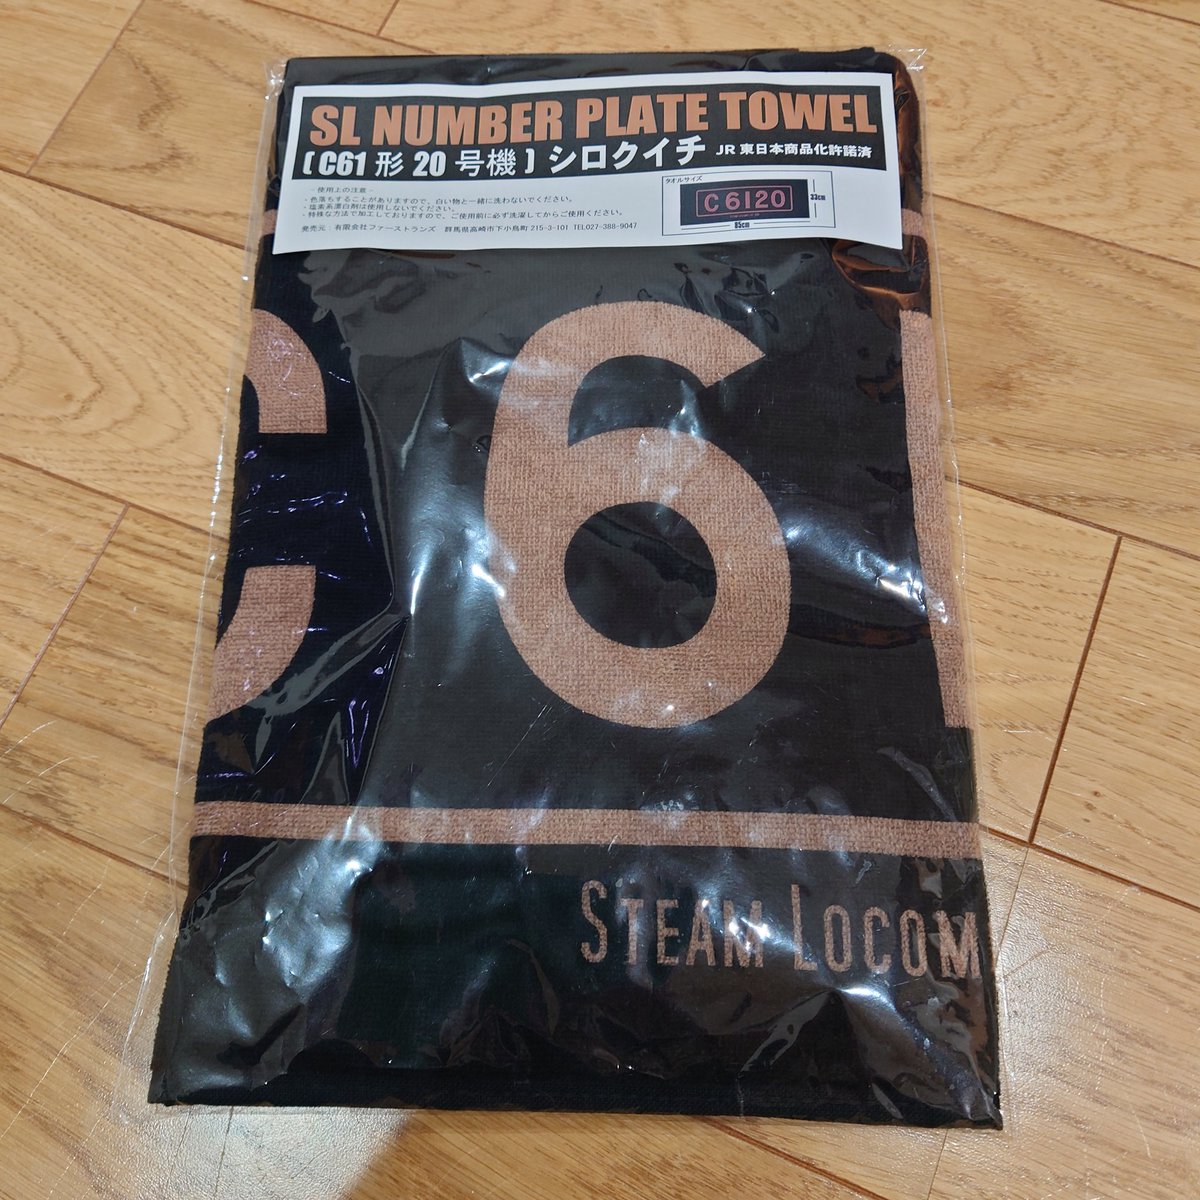 SL NUMBER PLATE TOWEL
(C61形20号機) シロクイチ JR東日本商品化許諾済
－使用上の注意－
・色落ちすることがありますので、白い物と一緒に洗わないでください。
・塩素系漂白剤は使用しないでください。
・特殊な方法で加工しておりますので、ご使用前に必ず洗濯してからご使用ください。
発売元：有限会社ファーストランズ 群馬県高崎市下小鳥町215-3-101 TEL027-388-9047
タオルサイズ
C6120
33cm
85cm
C 6
STEAM LOCOM